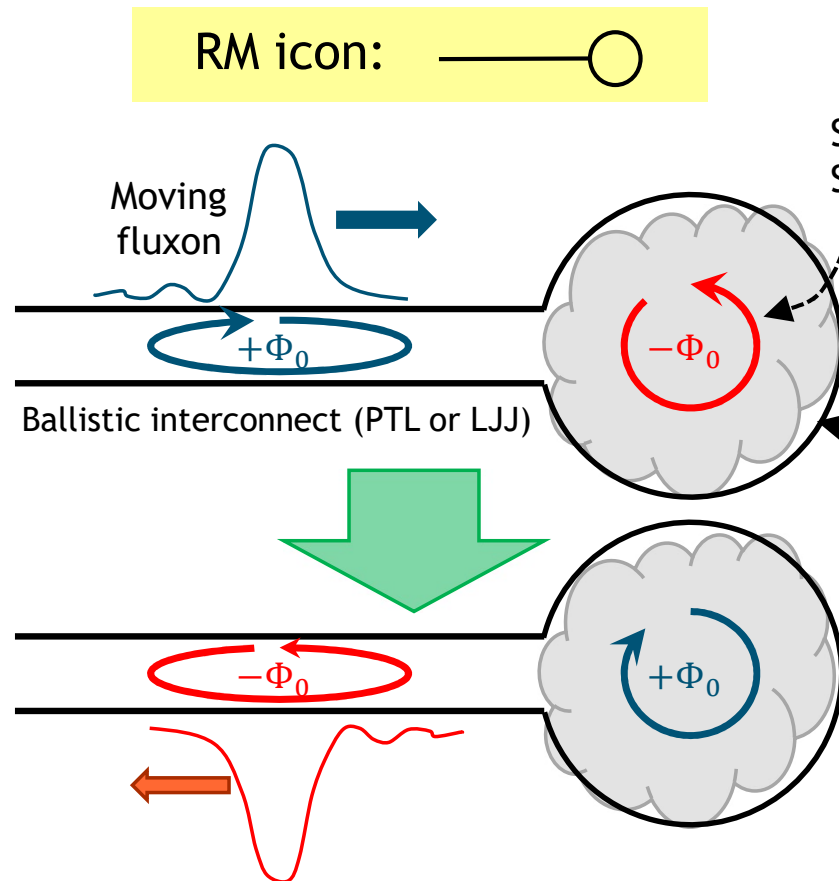 RM icon:
S
S
Moving
fluxon
+Φ₀
−Φ₀
Ballistic interconnect (PTL or LJJ)
−Φ₀
+Φ₀